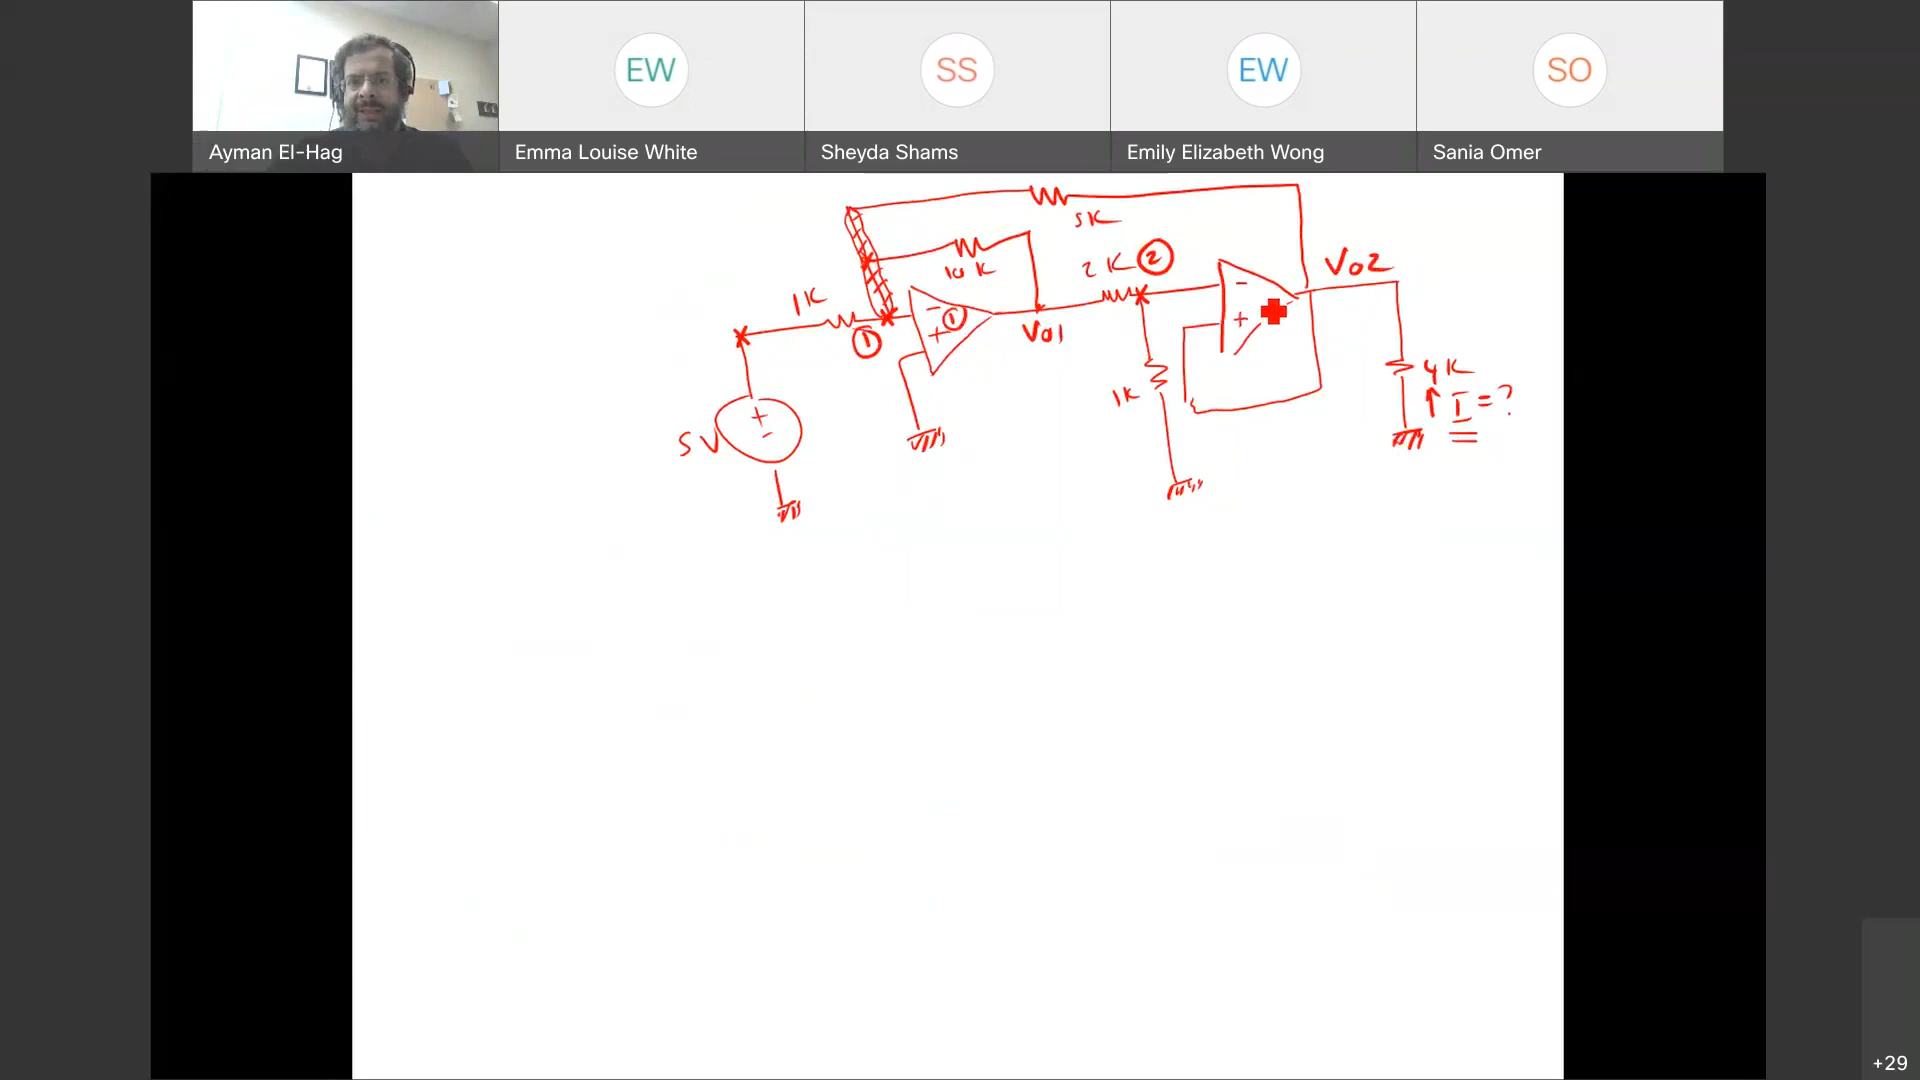 EW
SS
EW
SO
Ayman El-Hag
Emma Louise White
Sheyda Shams
Emily Elizabeth Wong
Sania Omer
5K
10K
2K
2
Vo2
1K
1
1
Vo1
-
+
-
+
1K
4K
I = ?
5V
+
-
+29